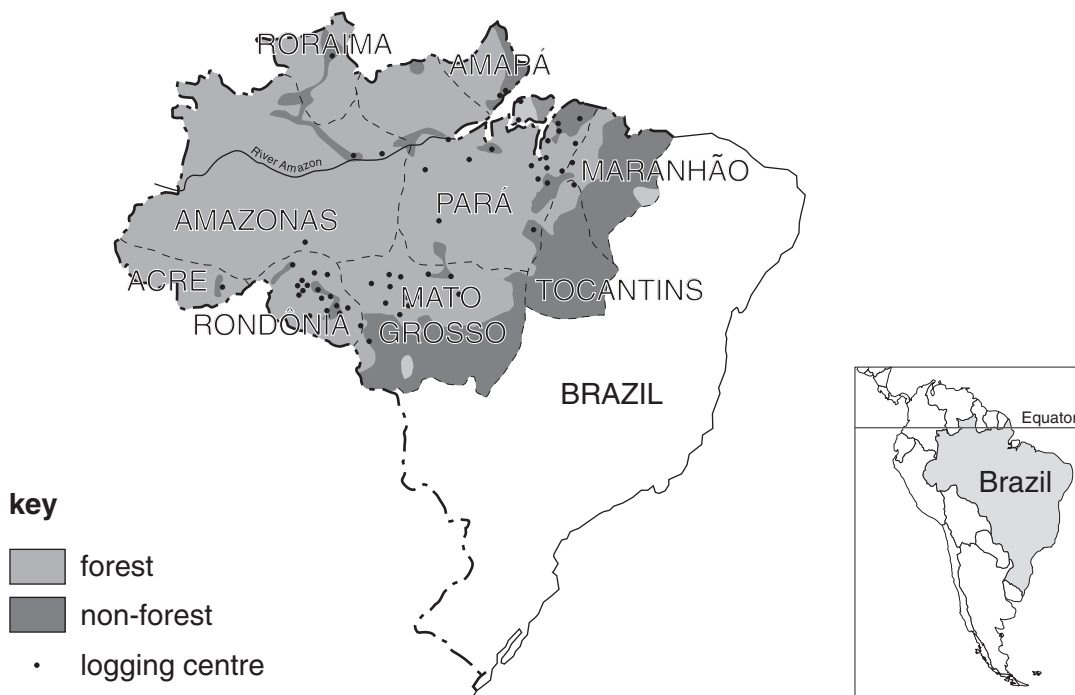 RORAIMA
AMAPÁ
River Amazon
MARANHÃO
AMAZONAS
PARÁ
ACRE
TOCANTINS
MATO
GROSSO
RONDÔNIA
BRAZIL
Equator
Brazil
key
forest
non-forest
logging centre